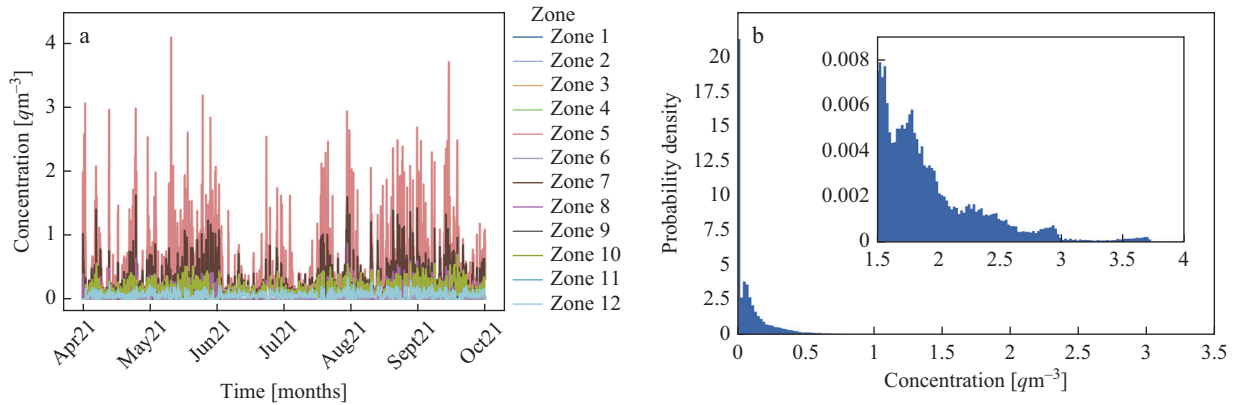 a
Concentration [qm⁻³]
4
3
2
1
0
Apr21
May21
Jun21
Jul21
Aug21
Sept21
Oct21
Time [months]
Zone
Zone 1
Zone 2
Zone 3
Zone 4
Zone 5
Zone 6
Zone 7
Zone 8
Zone 9
Zone 10
Zone 11
Zone 12
b
Probability density
20
17.5
15
12.5
10
7.5
5
2.5
0
0 0.5 1 1.5 2 2.5 3 3.5
Concentration [qm⁻³]
0.008
0.006
0.004
0.002
0
1.5 2 2.5 3 3.5 4